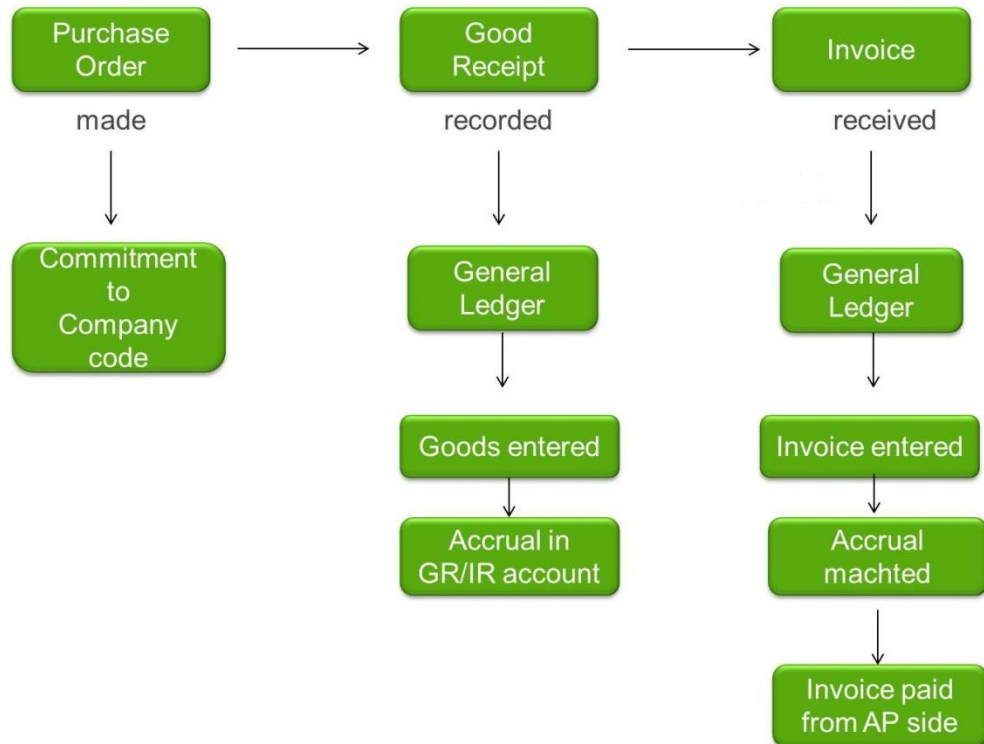 Purchase
Order
Good
Receipt
Invoice
made
recorded
received
Commitment
to
Company
code
General
Ledger
General
Ledger
Goods entered
Invoice entered
Accrual in
GR/IR account
Accrual
machted
Invoice paid
from AP side